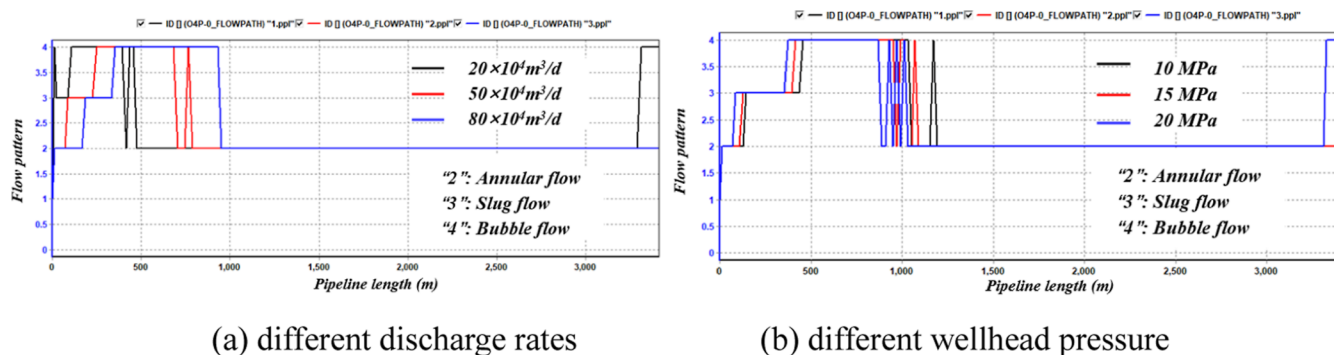 ID [] (O4P-0_FLOWPATH) "1.ppl" ID [] (O4P-0_FLOWPATH) "2.ppl" ID [] (O4P-0_FLOWPATH) "3.ppl"
4
3.5
3
2.5
2
1.5
1
0.5
0
Flow pattern
20×10⁴m³/d
50×10⁴m³/d
80×10⁴m³/d
“2”: Annular flow
“3”: Slug flow
“4”: Bubble flow
0 500 1,000 1,500 2,000 2,500 3,000
Pipeline length (m)
(a) different discharge rates
ID [] (O4P-0_FLOWPATH) "1.ppl" ID [] (O4P-0_FLOWPATH) "2.ppl" ID [] (O4P-0_FLOWPATH) "3.ppl"
4
3.5
3
2.5
2
1.5
1
0.5
0
Flow pattern
10 MPa
15 MPa
20 MPa
“2”: Annular flow
“3”: Slug flow
“4”: Bubble flow
0 500 1,000 1,500 2,000 2,500 3,000
Pipeline length (m)
(b) different wellhead pressure